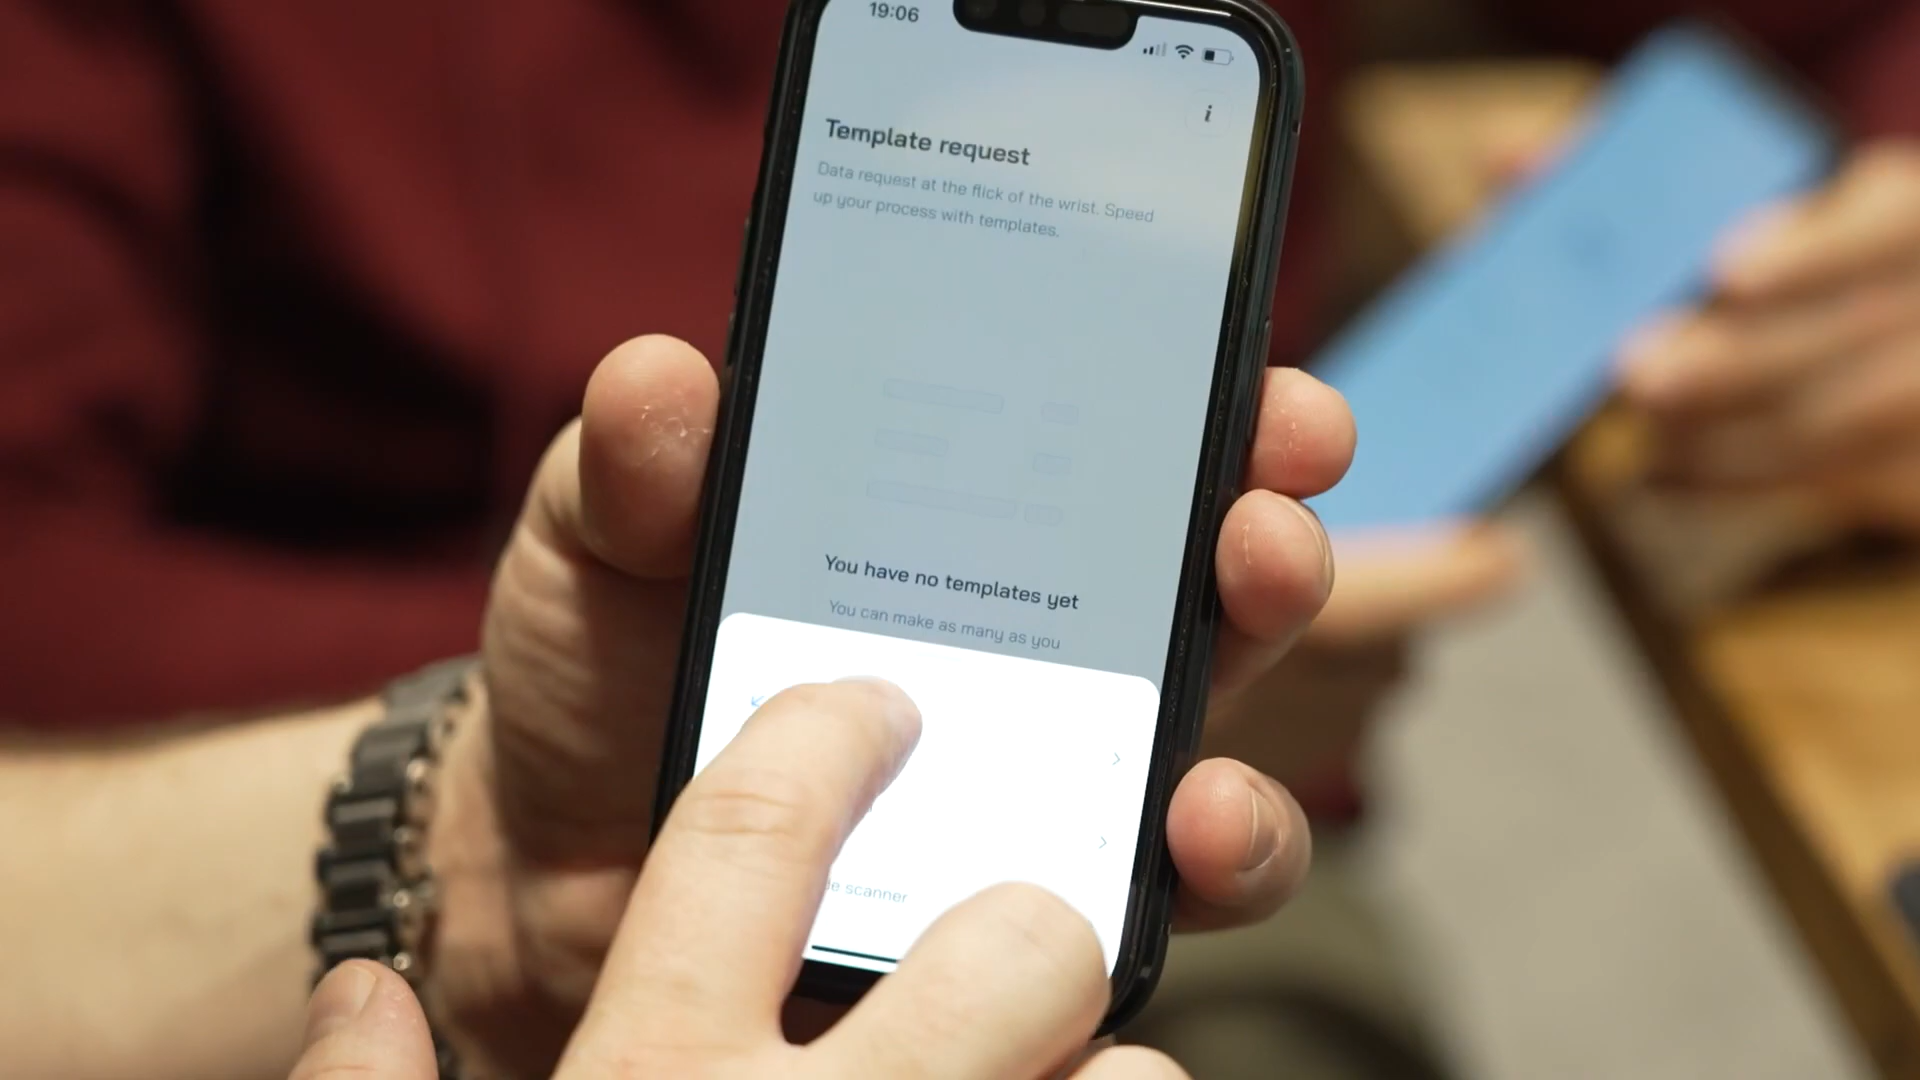 19:06
i
Template request
Data request at the flick of the wrist. Speed
up your process with templates.
You have no templates yet
You can make as many as you
scanner